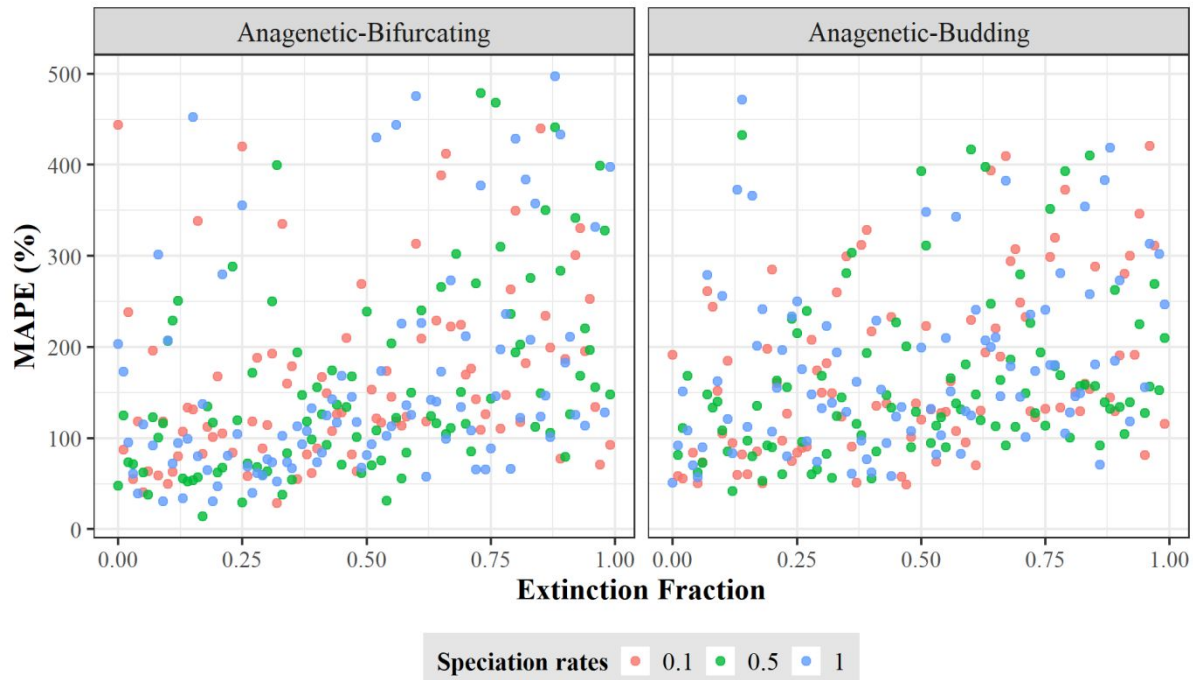 Anagenetic-Bifurcating Anagenetic-Budding
500
400
300
200
100
0
MAPE (%)
0.00 0.25 0.50 0.75 1.00 0.00 0.25 0.50 0.75 1.00
Extinction Fraction
Speciation rates 0.1 0.5 1